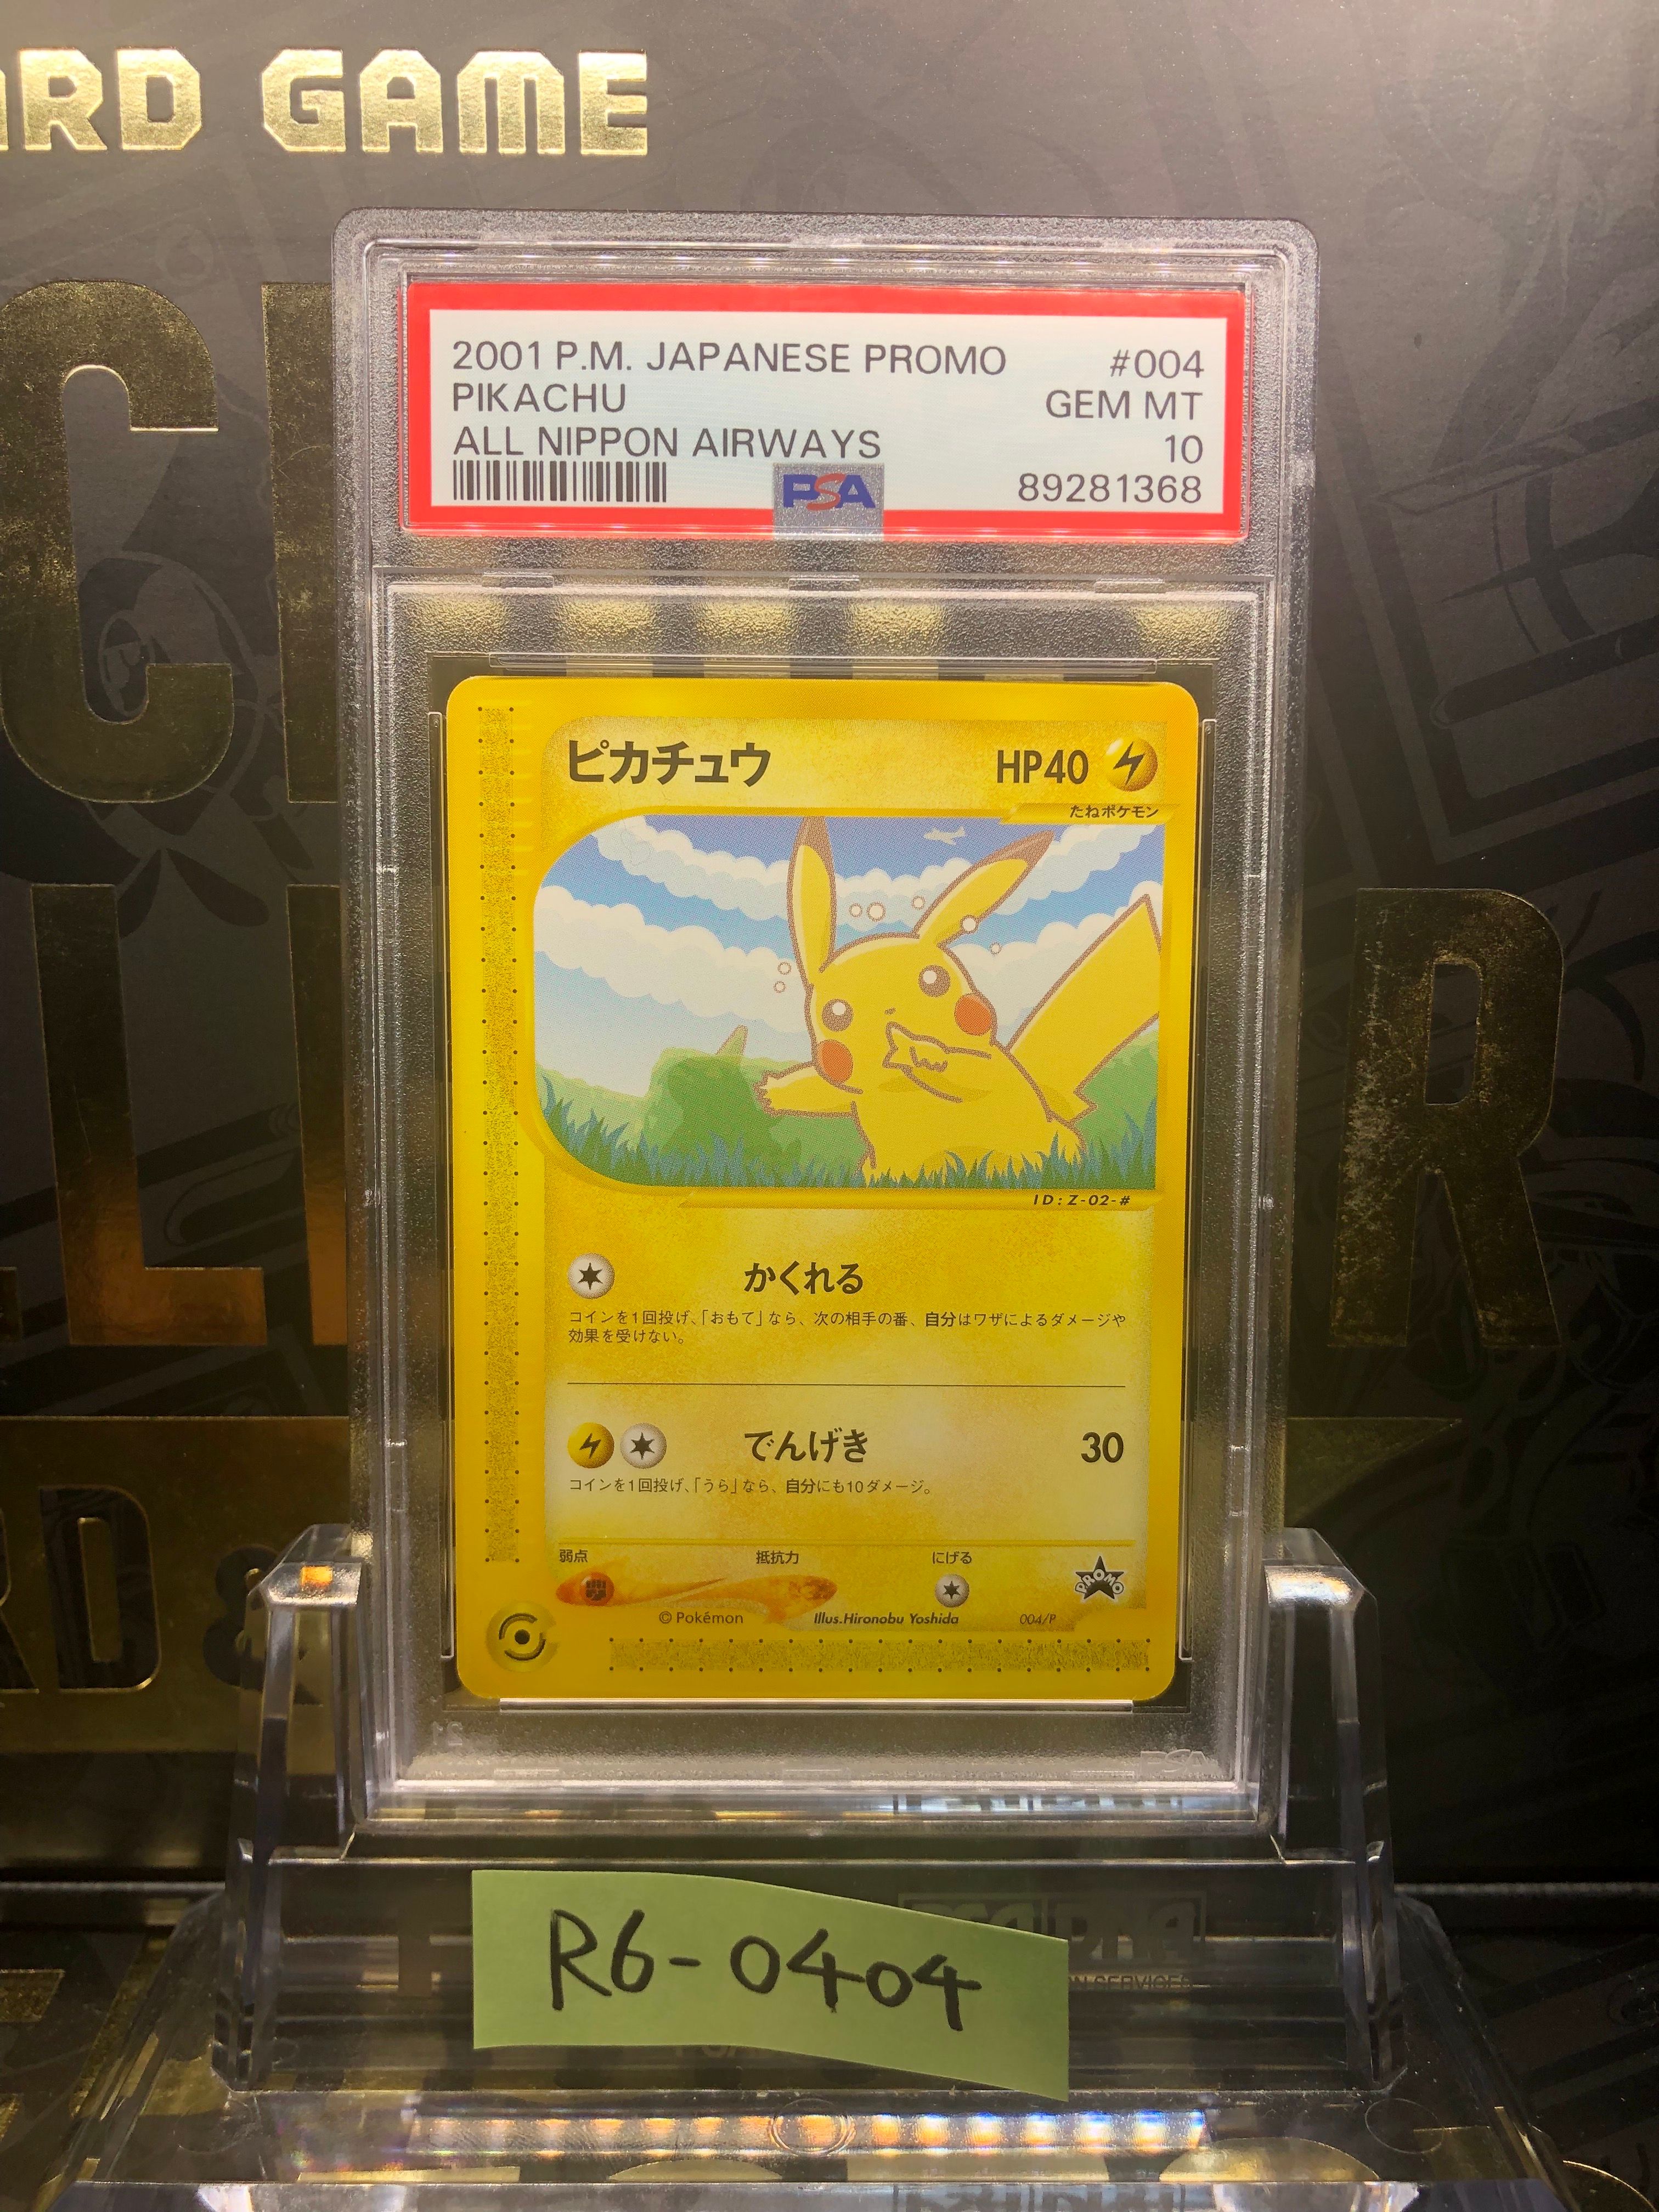 ARD GAME
2001 P.M. JAPANESE PROMO #004
PIKACHU GEM MT
ALL NIPPON AIRWAYS 10
PSA 89281368
ピカチュウ HP40
たねポケモン
ID:Z-02-#
かくれる
コインを1回投げ、「おもて」なら、次の相手の番、自分はワザによるダメージや
効果を受けない。
でんげき 30
コインを1回投げ、「うら」なら、自分にも10ダメージ。
弱点 抵抗力 にげる
PROMO
©Pokémon Illus.Hironobu Yoshida 004/P
PSA
R6-0404